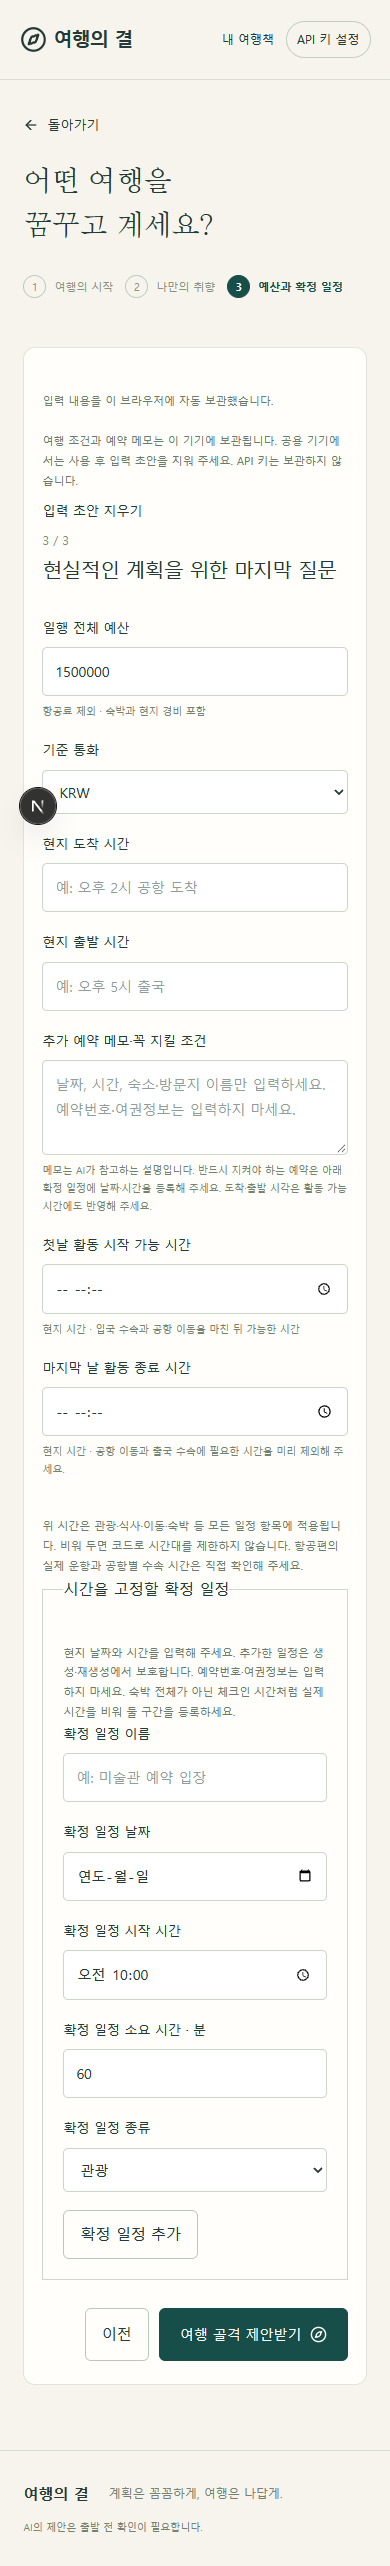 여행의 결
내 여행책
API 키 설정
← 돌아가기
어떤 여행을
꿈꾸고 계세요?
1 여행의 시작 2 나만의 취향 3 예산과 확정 일정
입력 내용을 이 브라우저에 자동 보관했습니다.
여행 조건과 예약 메모는 이 기기에 보관됩니다. 공용 기기에
서는 사용 후 입력 초안을 지워 주세요. API 키는 보관하지 않
습니다.
입력 초안 지우기
3 / 3
현실적인 계획을 위한 마지막 질문
일행 전체 예산
1500000
항공료 제외 · 숙박과 현지 경비 포함
기준 통화
KRW
N
현지 도착 시간
예: 오후 2시 공항 도착
현지 출발 시간
예: 오후 5시 출국
추가 예약 메모·꼭 지킬 조건
날짜, 시간, 숙소·방문지 이름만 입력하세요.
예약번호·여권정보는 입력하지 마세요.
메모는 AI가 참고하는 설명입니다. 반드시 지켜야 하는 예약은 아래
확정 일정에 날짜·시간을 등록해 주세요. 도착·출발 시각은 활동 가능
시간에도 반영해 주세요.
첫날 활동 시작 가능 시간
-- --:--
현지 시간 · 입국 수속과 공항 이동을 마친 뒤 가능한 시간
마지막 날 활동 종료 시간
-- --:--
현지 시간 · 공항 이동과 출국 수속에 필요한 시간을 미리 제외해 주
세요.
위 시간은 관광·식사·이동·숙박 등 모든 일정 항목에 적용됩니
다. 비워 두면 코드로 시간대를 제한하지 않습니다. 항공편의
실제 운항과 공항별 수속 시간은 직접 확인해 주세요.
시간을 고정할 확정 일정
현지 날짜와 시간을 입력해 주세요. 추가한 일정은 생
성·재생성에서 보호합니다. 예약번호·여권정보는 입력
하지 마세요. 숙박 전체가 아닌 체크인 시간처럼 실제
시간을 비워 둘 구간을 등록하세요.
확정 일정 이름
예: 미술관 예약 입장
확정 일정 날짜
연도-월-일
확정 일정 시작 시간
오전 10:00
확정 일정 소요 시간 · 분
60
확정 일정 종류
관광
확정 일정 추가
이전
여행 골격 제안받기
여행의 결
계획은 꼼꼼하게, 여행은 나답게.
AI의 제안은 출발 전 확인이 필요합니다.